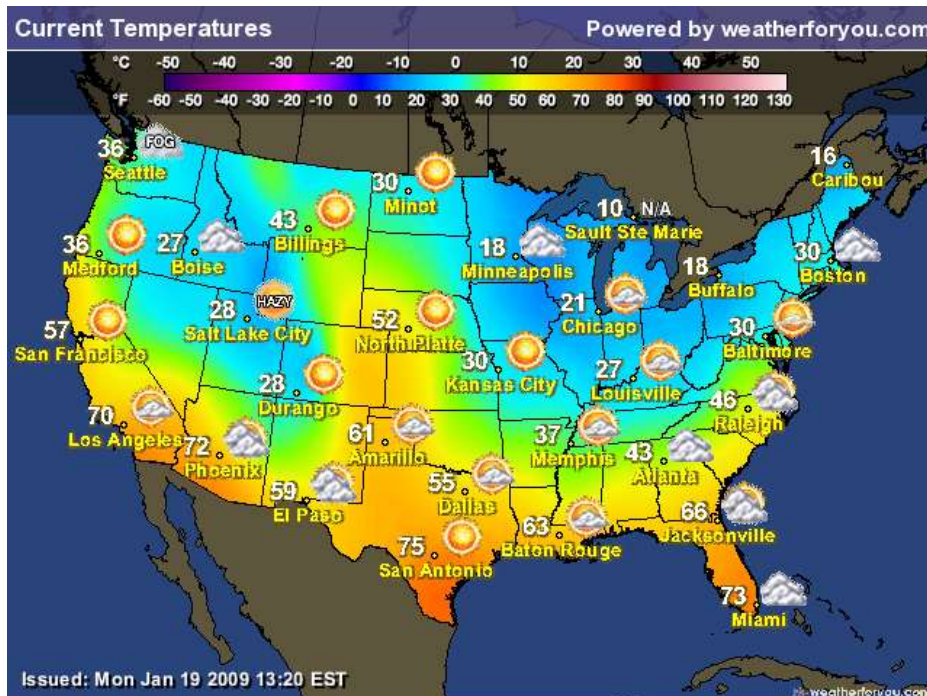 Current Temperatures Powered by weatherforyou.com
°C -50 -40 -30 -20 -10 0 10 20 30 40 50
°F -60 -50 -40 -30 -20 -10 0 10 20 30 40 50 60 70 80 90 100 110 120 130
36 FOG
Seattle
16
Caribou
30
Minot
10 N/A
Sault Ste Marie
43
Billings
36
Medford
27
Boise
18
Minneapolis
18
Buffalo
30
Boston
HAZY
28
Salt Lake City
21
Chicago
57
San Francisco
52
North Platte
30
Baltimore
30
Kansas City
27
Louisville
28
Durango
70
Los Angeles
46
Raleigh
72
Phoenix
61
Amarillo
37
Memphis
43
Atlanta
59
El Paso
55
Dallas
63
Baton Rouge
66
Jacksonville
75
San Antonio
73
Miami
Issued: Mon Jan 19 2009 13:20 EST
weatherforyou.com